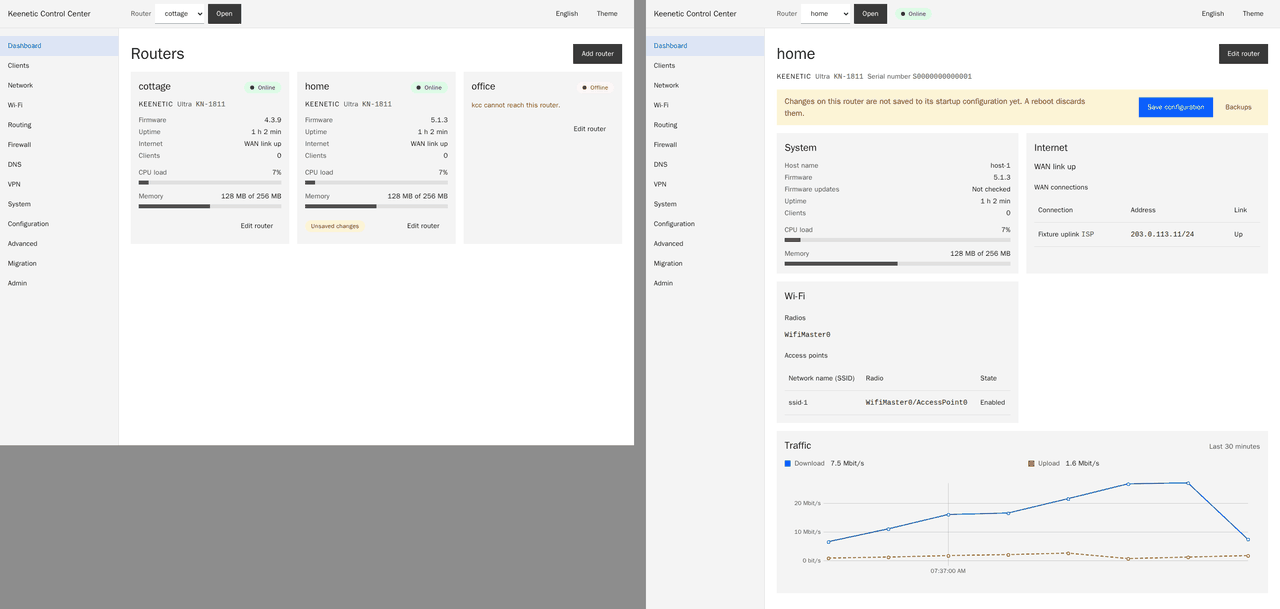 Keenetic Control Center
Router cottage Open
English Theme
Dashboard
Clients
Network
Wi-Fi
Routing
Firewall
DNS
VPN
System
Configuration
Advanced
Migration
Admin
Routers
Add router
cottage Online
KEENETIC Ultra KN-1811
Firmware 4.3.9
Uptime 1 h 2 min
Internet WAN link up
Clients 0
CPU load 7%
Memory 128 MB of 256 MB
Edit router
home Online
KEENETIC Ultra KN-1811
Firmware 5.1.3
Uptime 1 h 2 min
Internet WAN link up
Clients 0
CPU load 7%
Memory 128 MB of 256 MB
Unsaved changes Edit router
office Offline
kcc cannot reach this router.
Edit router
Keenetic Control Center
Router home Open Online
English Theme
Dashboard
Clients
Network
Wi-Fi
Routing
Firewall
DNS
VPN
System
Configuration
Advanced
Migration
Admin
home
Edit router
KEENETIC Ultra KN-1811 Serial number S0000000000001
Changes on this router are not saved to its startup configuration yet. A reboot discards
them.
Save configuration Backups
System
Host name host-1
Firmware 5.1.3
Firmware updates Not checked
Uptime 1 h 2 min
Clients 0
CPU load 7%
Memory 128 MB of 256 MB
Internet
WAN link up
WAN connections
Connection Address Link
Fixture uplink ISP 203.0.113.11/24 Up
Wi-Fi
Radios
WifiMaster0
Access points
Network name (SSID) Radio State
ssid-1 WifiMaster0/AccessPoint0 Enabled
Traffic Last 30 minutes
Download 7.5 Mbit/s Upload 1.6 Mbit/s
20 Mbit/s
10 Mbit/s
0 bit/s
07:37:00 AM